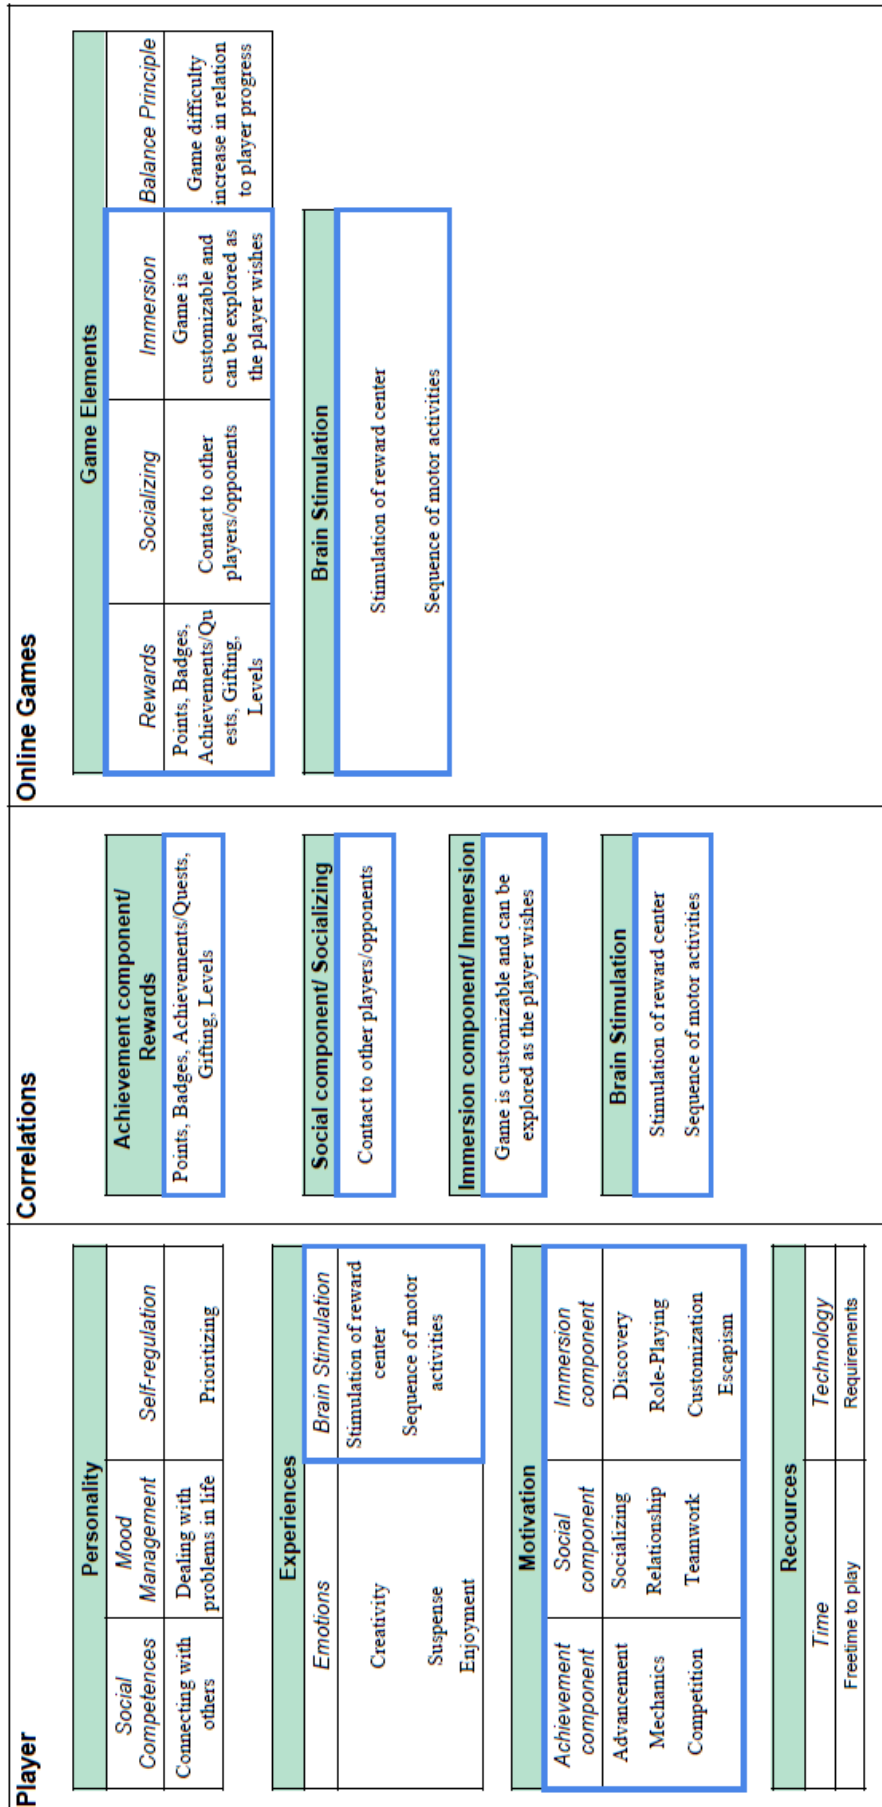 Player
Personality
Social
Competences
Mood
Management
Self-regulation
Connecting with
others
Dealing with
problems in life
Prioritizing
Experiences
Emotions
Brain Stimulation
Creativity
Suspense
Enjoyment
Stimulation of reward
center
Sequence of motor
activities
Motivation
Achievement
component
Social
component
Immersion
component
Advancement
Mechanics
Competition
Socializing
Relationship
Teamwork
Discovery
Role-Playing
Customization
Escapism
Recources
Time
Technology
Freetime to play
Requirements
Correlations
Achievement component/
Rewards
Points, Badges, Achievements/Quests,
Gifting, Levels
Social component/ Socializing
Contact to other players/opponents
Immersion component/ Immersion
Game is customizable and can be
explored as the player wishes
Brain Stimulation
Stimulation of reward center
Sequence of motor activities
Online Games
Game Elements
Rewards
Socializing
Immersion
Balance Principle
Points, Badges,
Achievements/Qu
ests, Gifting,
Levels
Contact to other
players/opponents
Game is
customizable and
can be explored as
the player wishes
Game difficulty
increase in relation
to player progress
Brain Stimulation
Stimulation of reward center
Sequence of motor activities